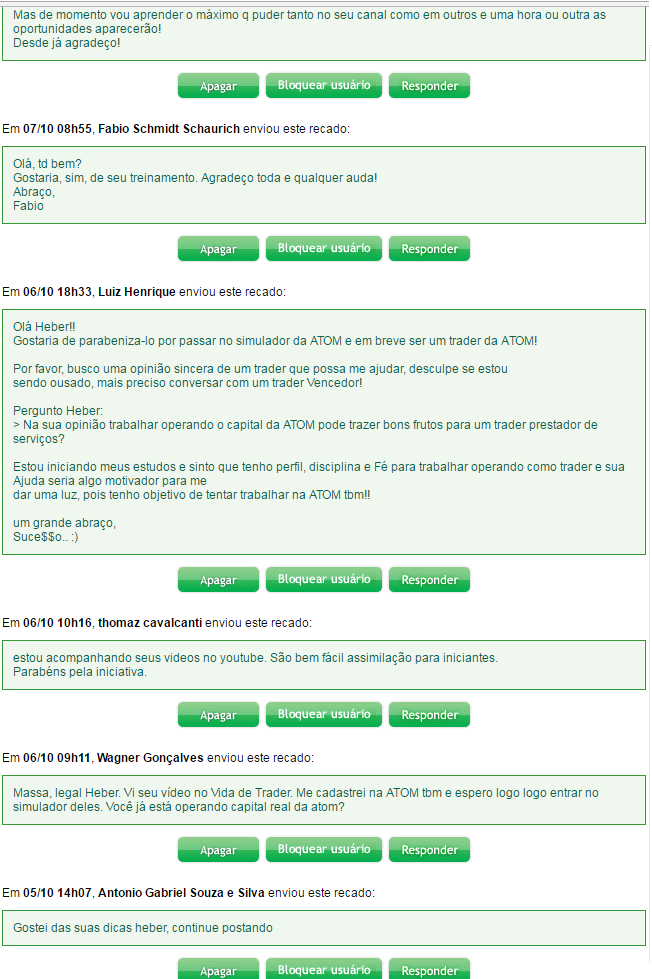 Mas de momento vou aprender o máximo q puder tanto no seu canal como em outros e uma hora ou outra as
oportunidades aparecerão!
Desde já agradeço!
Apagar Bloquear usuário Responder
Em 07/10 08h55, Fabio Schmidt Schaurich enviou este recado:
Olá, td bem?
Gostaria, sim, de seu treinamento. Agradeço toda e qualquer auda!
Abraço,
Fabio
Apagar Bloquear usuário Responder
Em 06/10 18h33, Luiz Henrique enviou este recado:
Olá Heber!!
Gostaria de parabeniza-lo por passar no simulador da ATOM e em breve ser um trader da ATOM!
Por favor, busco uma opinião sincera de um trader que possa me ajudar, desculpe se estou
sendo ousado, mais preciso conversar com um trader Vencedor!
Pergunto Heber:
> Na sua opinião trabalhar operando o capital da ATOM pode trazer bons frutos para um trader prestador de
serviços?
Estou iniciando meus estudos e sinto que tenho perfil, disciplina e Fé para trabalhar operando como trader e sua
Ajuda seria algo motivador para me
dar uma luz, pois tenho objetivo de tentar trabalhar na ATOM tbm!!
um grande abraço,
Suce$$o.. :)
Apagar Bloquear usuário Responder
Em 06/10 10h16, thomaz cavalcanti enviou este recado:
estou acompanhando seus videos no youtube. São bem fácil assimilação para iniciantes.
Parabéns pela iniciativa.
Apagar Bloquear usuário Responder
Em 06/10 09h11, Wagner Gonçalves enviou este recado:
Massa, legal Heber. Vi seu vídeo no Vida de Trader. Me cadastrei na ATOM tbm e espero logo logo entrar no
simulador deles. Você já está operando capital real da atom?
Apagar Bloquear usuário Responder
Em 05/10 14h07, Antonio Gabriel Souza e Silva enviou este recado:
Gostei das suas dicas heber, continue postando
Apagar Bloquear usuário Responder